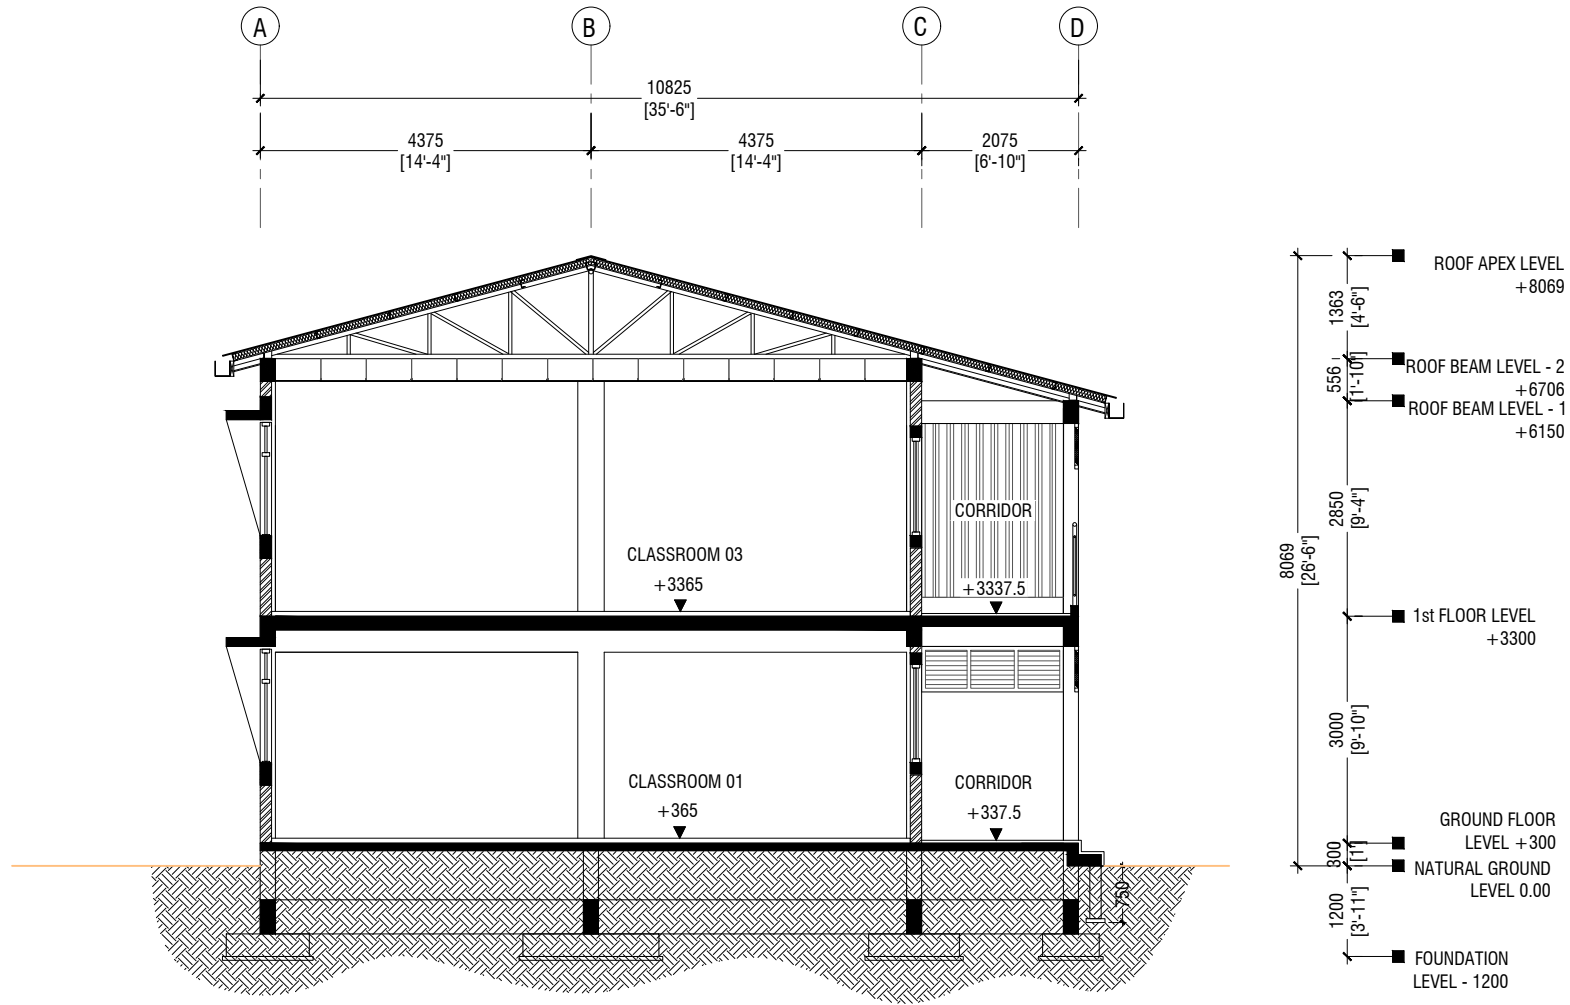 A
B
C
D
10825
[35'-6"]
4375
[14'-4"]
4375
[14'-4"]
2075
[6'-10"]
ROOF APEX LEVEL
+8069
1363
[4'-6"]
ROOF BEAM LEVEL - 2
+6706
556
[1'-10"]
ROOF BEAM LEVEL - 1
+6150
2850
[9'-4"]
8069
[26'-6"]
CORRIDOR
+3337.5
CLASSROOM 03
+3365
1st FLOOR LEVEL
+3300
3000
[9'-10"]
CLASSROOM 01
+365
CORRIDOR
+337.5
GROUND FLOOR
LEVEL +300
300
[1']
NATURAL GROUND
LEVEL 0.00
750
1200
[3'-11"]
FOUNDATION
LEVEL - 1200